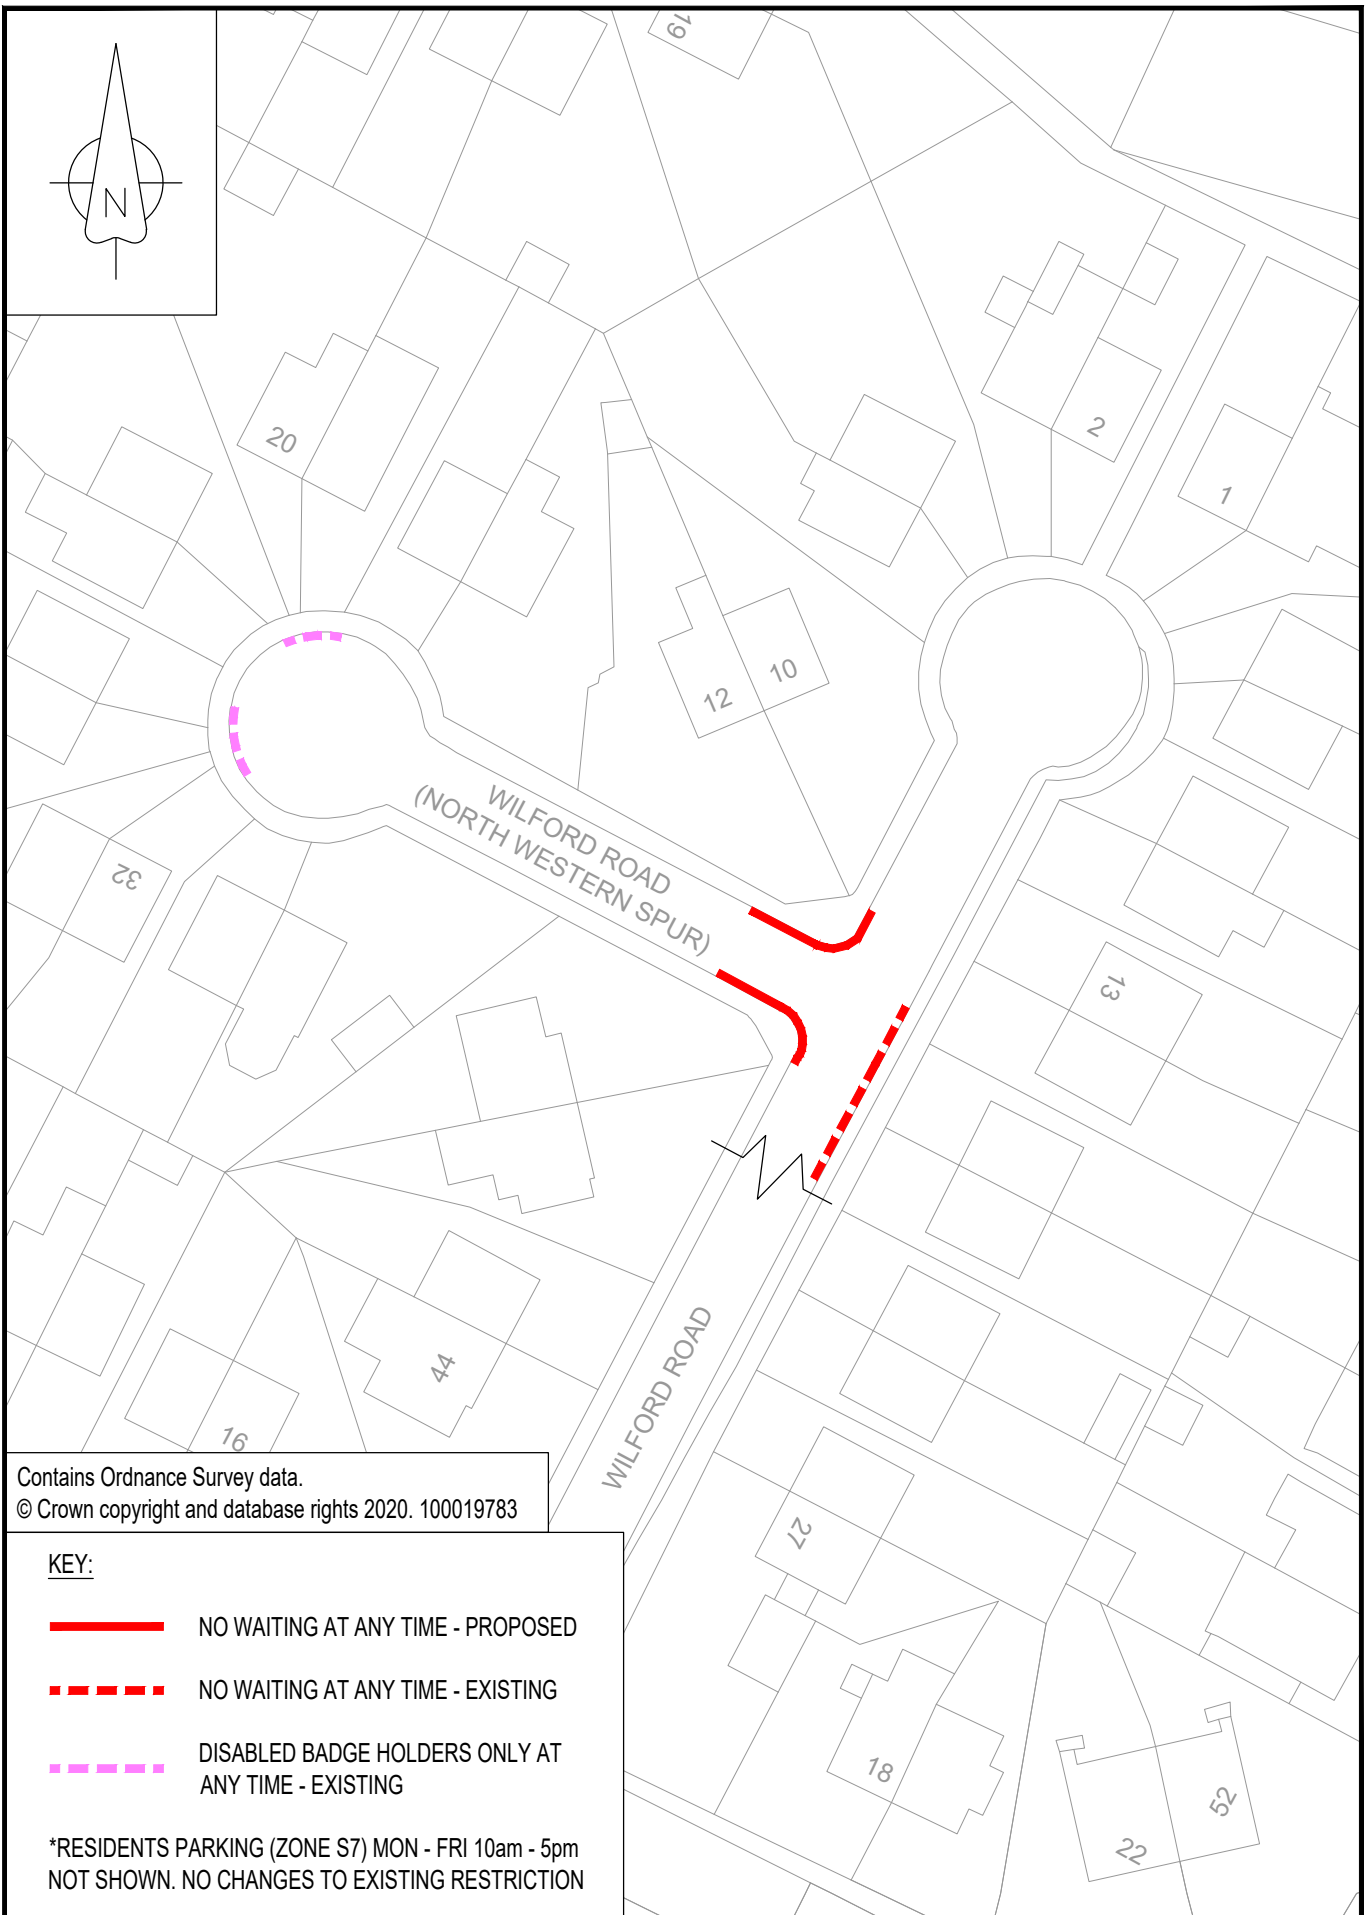 N
19
2
1
20
12
10
WILFORD ROAD
(NORTH WESTERN SPUR)
32
13
44
16
WILFORD ROAD
27
18
52
22
Contains Ordnance Survey data.
© Crown copyright and database rights 2020. 100019783
KEY:
NO WAITING AT ANY TIME - PROPOSED
NO WAITING AT ANY TIME - EXISTING
DISABLED BADGE HOLDERS ONLY AT
ANY TIME - EXISTING
*RESIDENTS PARKING (ZONE S7) MON - FRI 10am - 5pm
NOT SHOWN. NO CHANGES TO EXISTING RESTRICTION